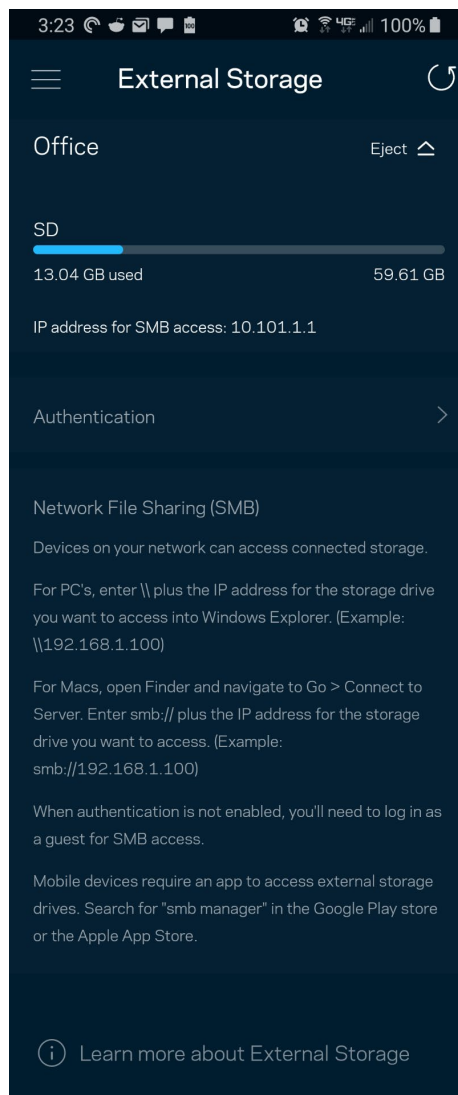 3:23 100%
External Storage
Office Eject
SD
13.04 GB used 59.61 GB
IP address for SMB access: 10.101.1.1
Authentication
Network File Sharing (SMB)
Devices on your network can access connected storage.
For PC's, enter \\ plus the IP address for the storage drive
you want to access into Windows Explorer. (Example:
\\192.168.1.100)
For Macs, open Finder and navigate to Go > Connect to
Server. Enter smb:// plus the IP address for the storage
drive you want to access. (Example:
smb://192.168.1.100)
When authentication is not enabled, you'll need to log in as
a guest for SMB access.
Mobile devices require an app to access external storage
drives. Search for "smb manager" in the Google Play store
or the Apple App Store.
Learn more about External Storage